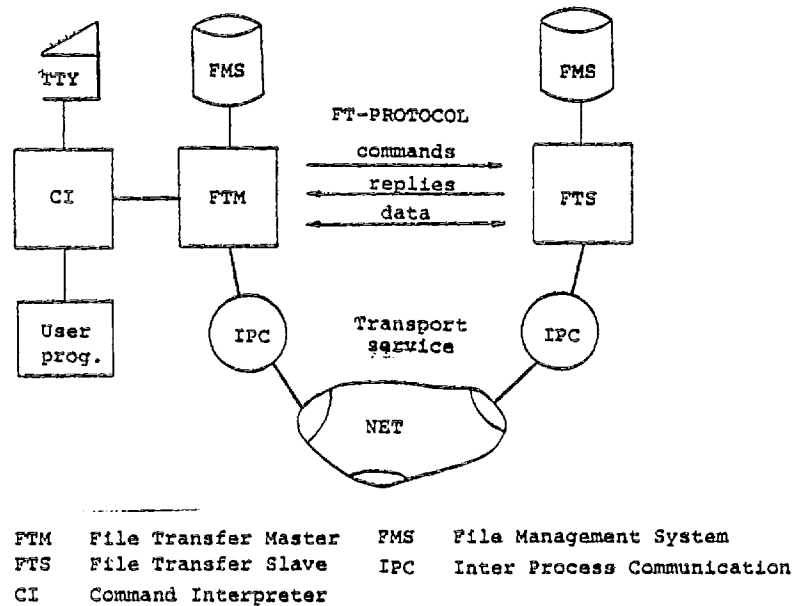 TTY
FMS
FMS
FT-PROTOCOL
commands
replies
data
CI
FTM
FTS
User
prog.
IPC
Transport
service
IPC
NET
FTM File Transfer Master FMS File Management System
FTS File Transfer Slave IPC Inter Process Communication
CI Command Interpreter